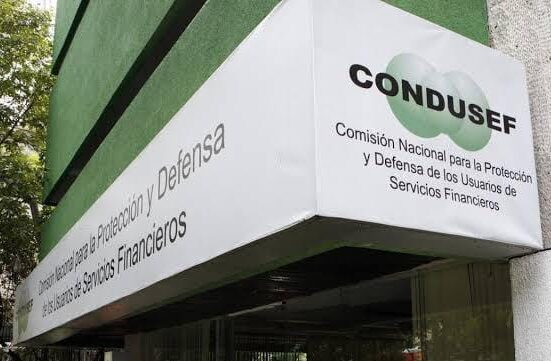 Comisión Nacional para la Protección y Defensa
de los Usuarios de Servicios Financieros
CONDUSEF
CONDUSEF
Comisión Nacional para la Protección
y Defensa de los Usuarios de
Servicios Financieros